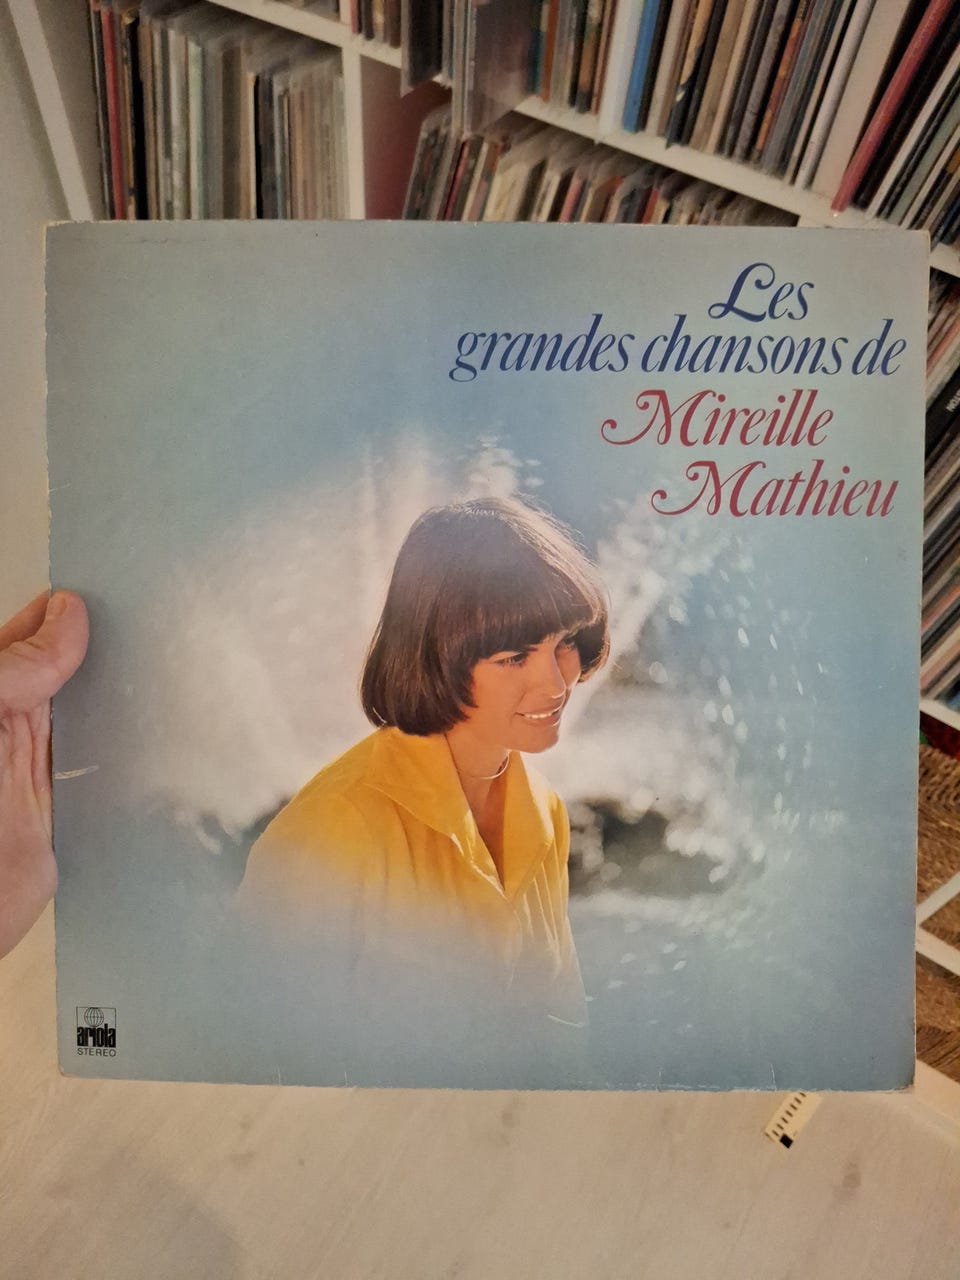 Les
grandes chansons de
Mireille
Mathieu
ariola
STEREO